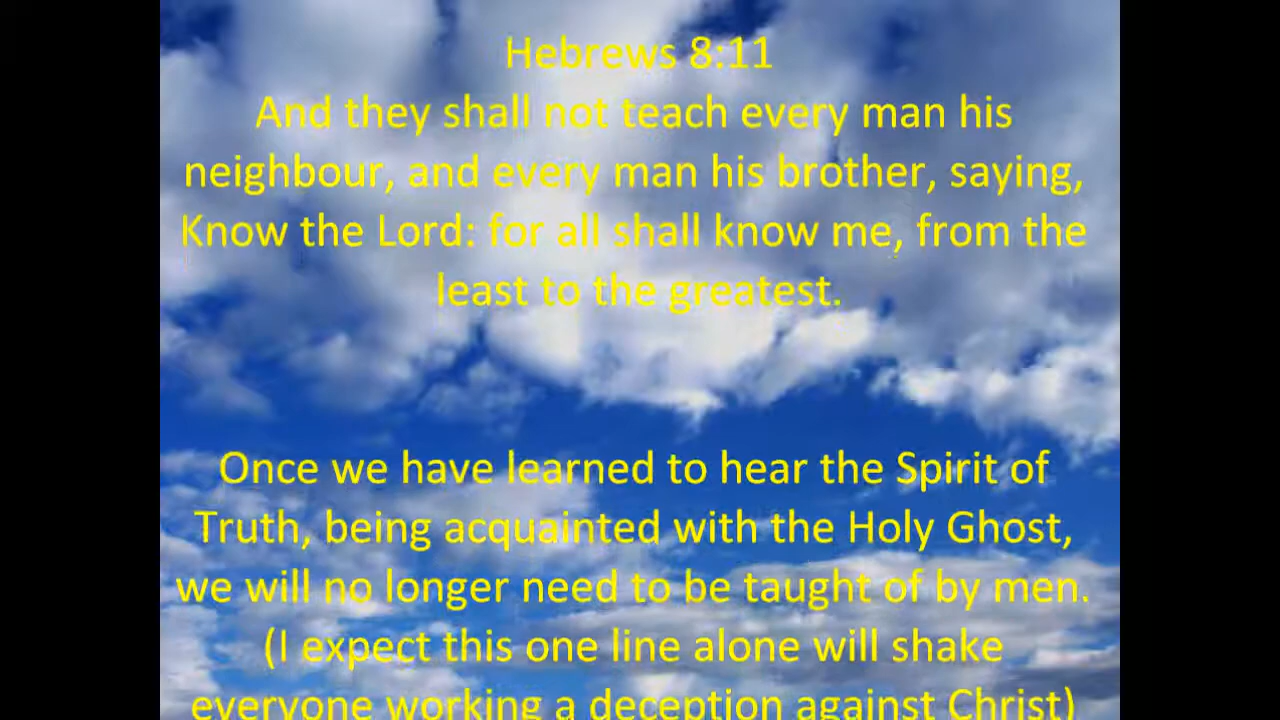 Hebrews 8:11
And they shall not teach every man his
neighbour, and every man his brother, saying,
Know the Lord: for all shall know me, from the
least to the greatest.
Once we have learned to hear the Spirit of
Truth, being acquainted with the Holy Ghost,
we will no longer need to be taught of by men.
(I expect this one line alone will shake
everyone working a deception against Christ)